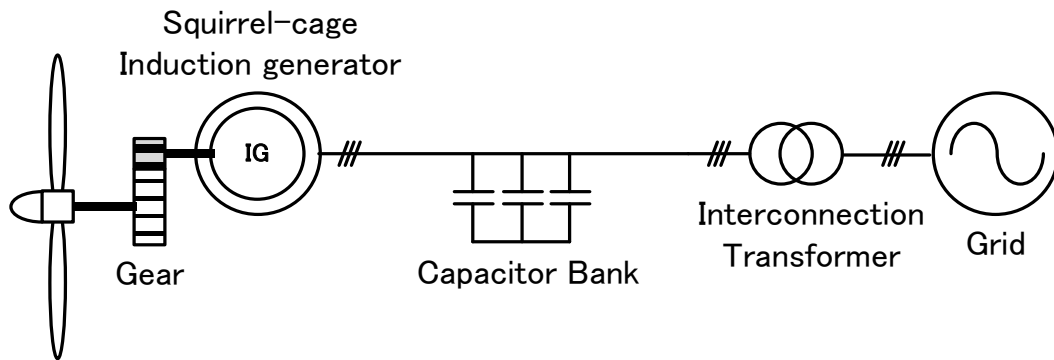 Squirrel-cage
Induction generator
IG
Gear
Capacitor Bank
Interconnection
Transformer
Grid